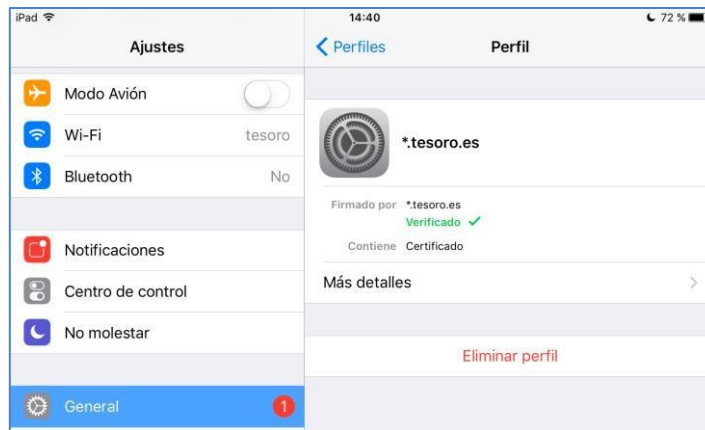 iPad 14:40 72 %
Ajustes
Perfiles Perfil
Modo Avión
Wi-Fi tesoro
Bluetooth No
Notificaciones
Centro de control
No molestar
General 1
*.tesoro.es
Firmado por *.tesoro.es
Verificado
Contiene Certificado
Más detalles
Eliminar perfil